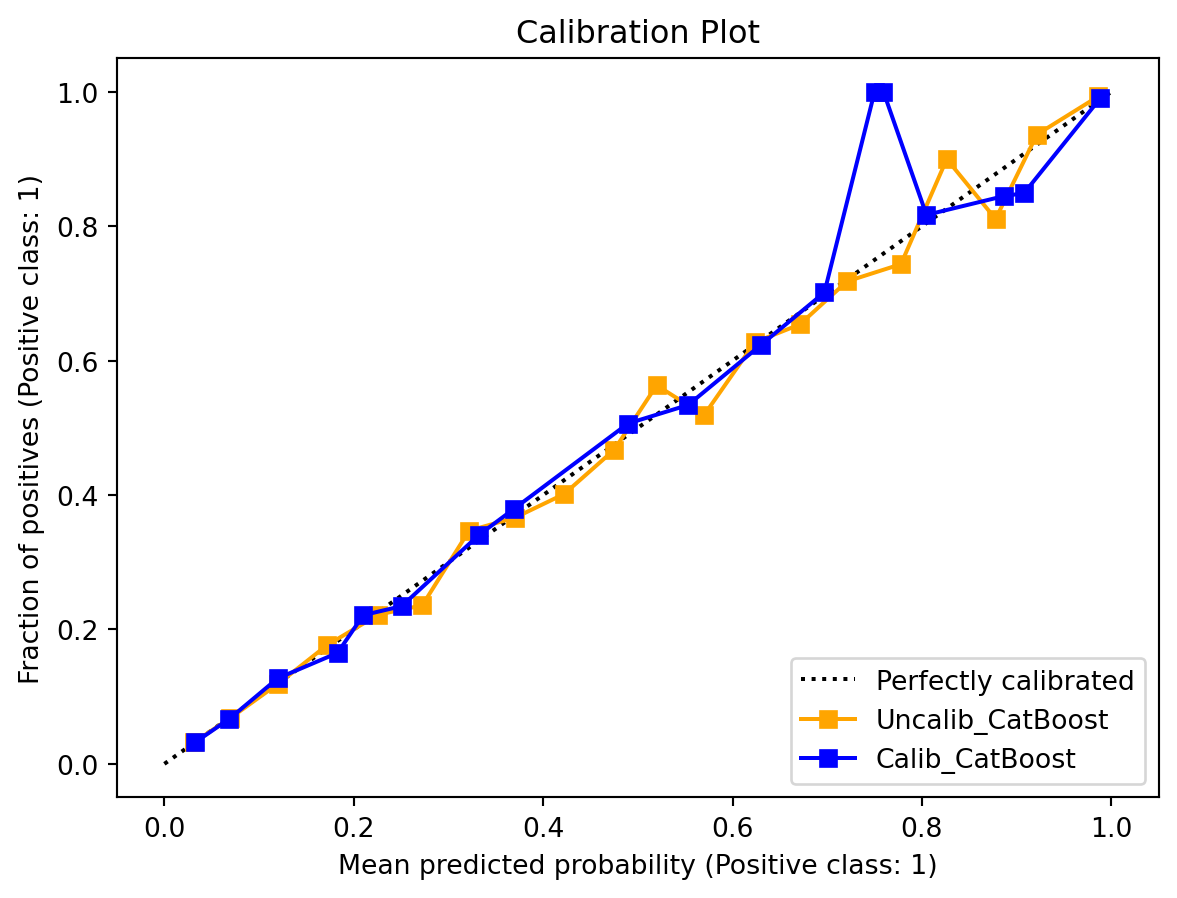 Calibration Plot
1.0
0.8
0.6
0.4
0.2
0.0
Fraction of positives (Positive class: 1)
Perfectly calibrated
Uncalib_CatBoost
Calib_CatBoost
0.0 0.2 0.4 0.6 0.8 1.0
Mean predicted probability (Positive class: 1)